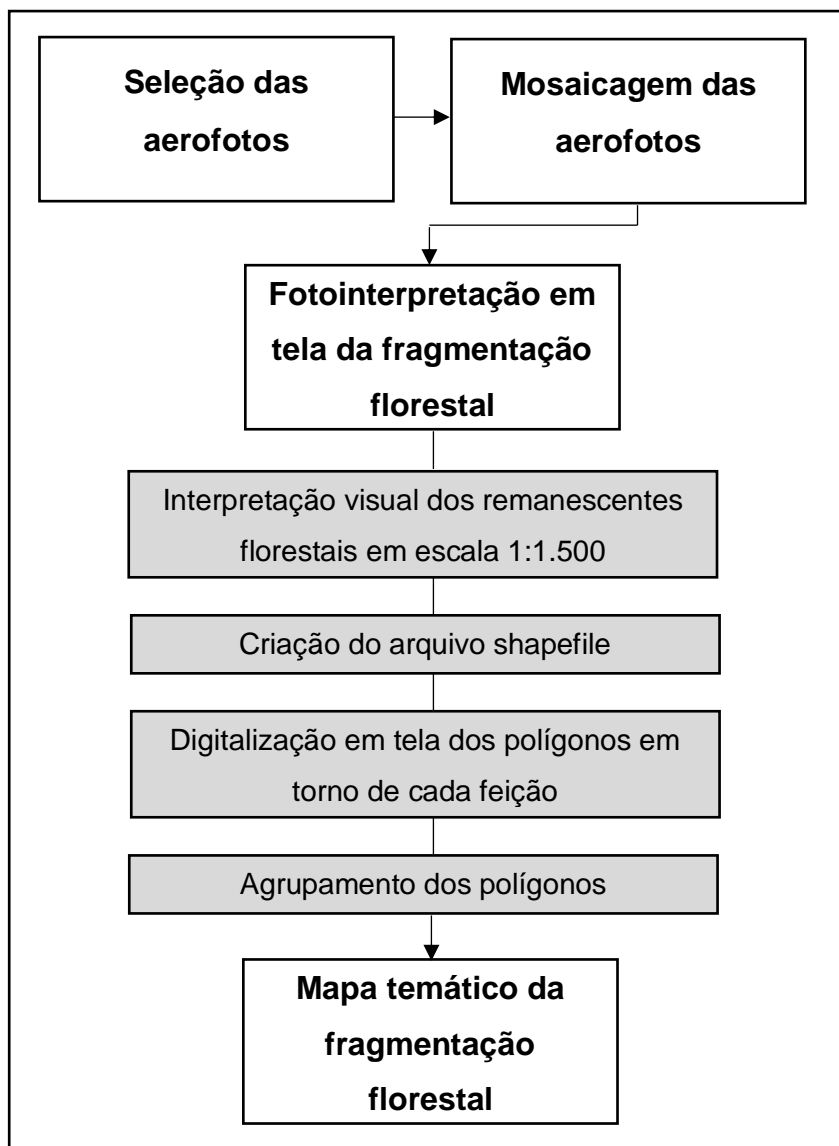 Seleção das
aerofotos
Mosaicagem das
aerofotos
Fotointerpretação em
tela da fragmentação
florestal
Interpretação visual dos remanescentes
florestais em escala 1:1.500
Criação do arquivo shapefile
Digitalização em tela dos polígonos em
torno de cada feição
Agrupamento dos polígonos
Mapa temático da
fragmentação
florestal